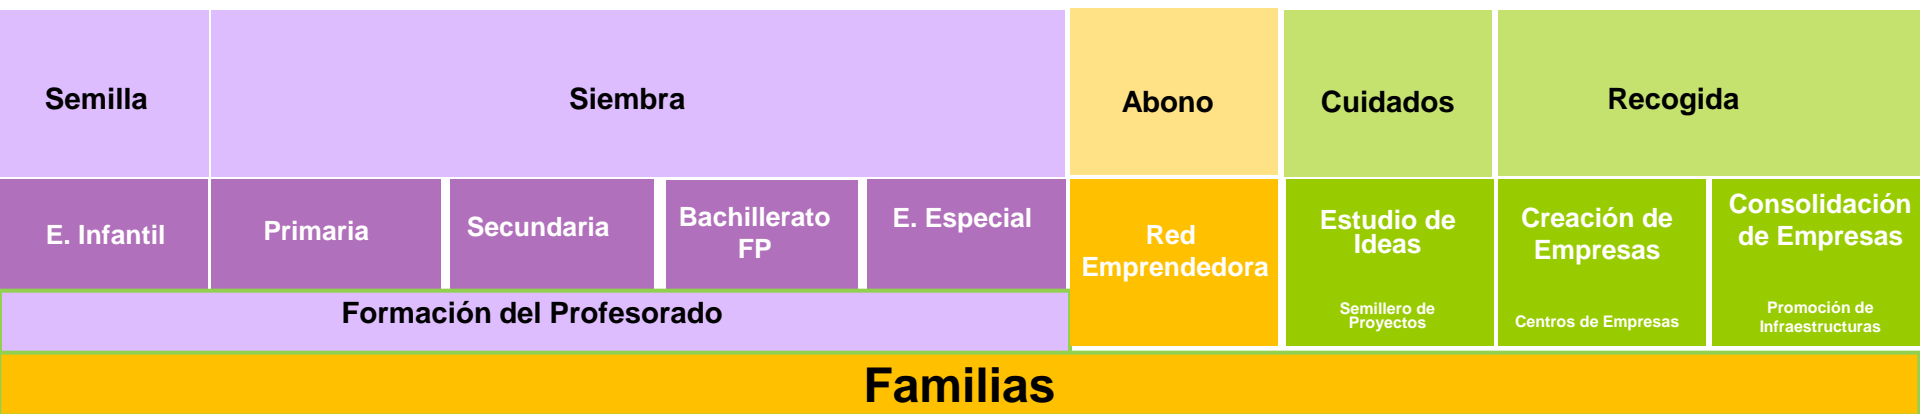 Semilla
Siembra
Abono
Cuidados
Recogida
E. Infantil
Primaria
Secundaria
Bachillerato
FP
E. Especial
Red
Emprendedora
Estudio de
Ideas
Semillero de
Proyectos
Creación de
Empresas
Centros de Empresas
Consolidación
de Empresas
Promoción de
Infraestructuras
Formación del Profesorado
Familias